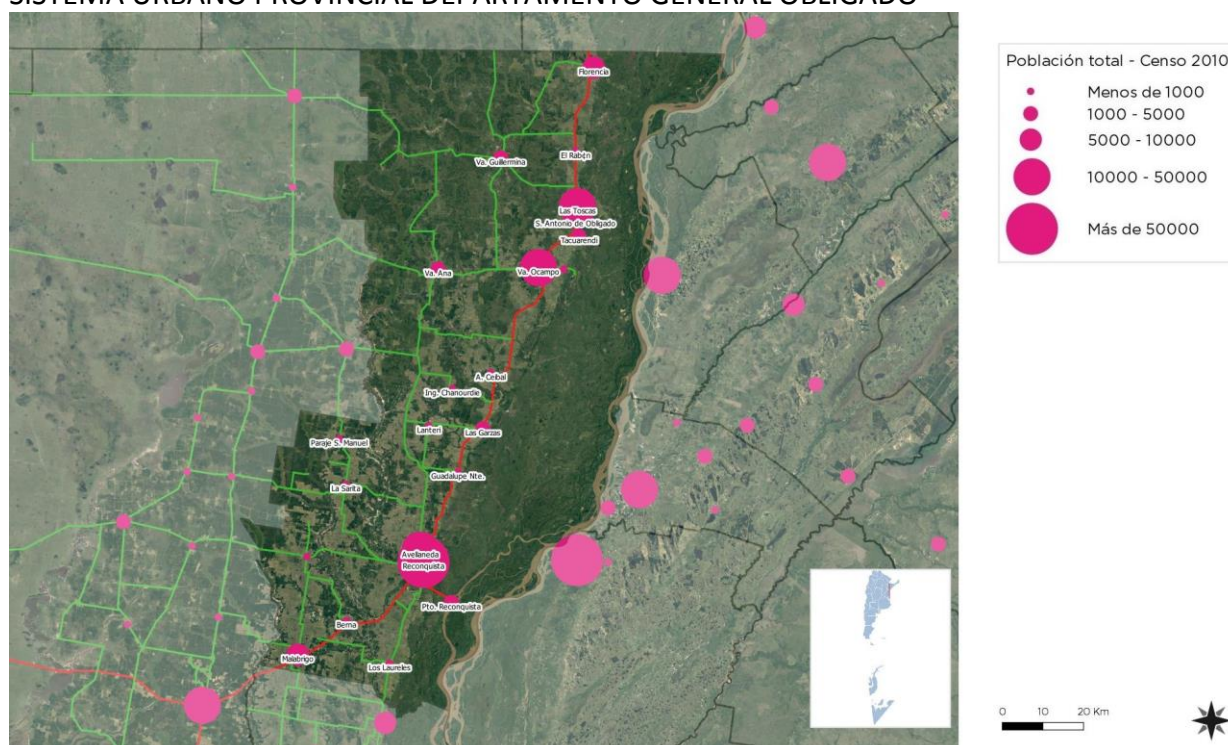 SISTEMA URBANO PROVINCIAL DEPARTAMENTO GENERAL OBLIGADO
Población total - Censo 2010
Menos de 1000
1000 - 5000
5000 - 10000
10000 - 50000
Más de 50000
Florencia
El Rabón
Va. Guillermina
Las Toscas
S. Antonio de Obligado
Tacuarendi
Va. Ana
Va. Ocampo
A. Ceibal
Ing. Chanourdie
Lanteri
Las Garzas
Paraje S. Manuel
Guadalupe Nte.
La Sarita
Avellaneda
Reconquista
Pto. Reconquista
Berna
Malabrigo
Los Laureles
0 10 20 Km